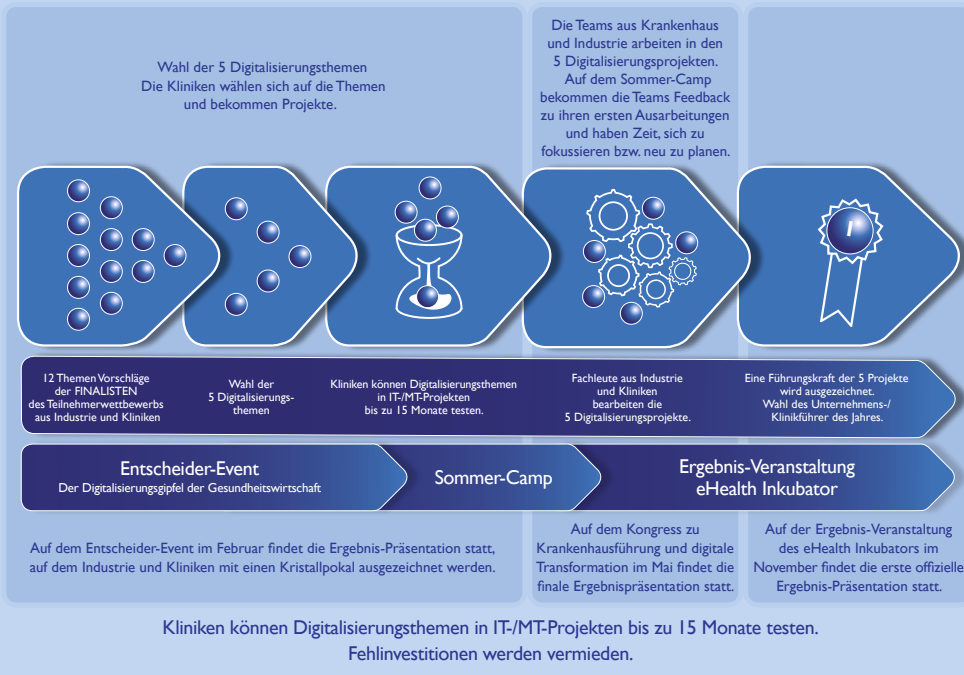 Wahl der 5 Digitalisierungsthemen
Die Kliniken wählen sich auf die Themen
und bekommen Projekte.
Die Teams aus Krankenhaus
und Industrie arbeiten in den
5 Digitalisierungsprojekten.
Auf dem Sommer-Camp
bekommen die Teams Feedback
zu ihren ersten Ausarbeitungen
und haben Zeit, sich zu
fokussieren bzw. neu zu planen.
1
12 Themen Vorschläge
der FINALISTEN
des Teilnehmerwettbewerbs
aus Industrie und Kliniken
Wahl der
5 Digitalisierungs-
themen
Kliniken können Digitalisierungsthemen
in IT-/MT-Projekten
bis zu 15 Monate testen.
Fachleute aus Industrie
und Kliniken
bearbeiten die
5 Digitalisierungsprojekte.
Eine Führungskraft der 5 Projekte
wird ausgezeichnet.
Wahl des Unternehmens-/
Klinikführer des Jahres.
Entscheider-Event
Der Digitalisierungsgipfel der Gesundheitswirtschaft
Sommer-Camp
Ergebnis-Veranstaltung
eHealth Inkubator
Auf dem Entscheider-Event im Februar findet die Ergebnis-Präsentation statt,
auf dem Industrie und Kliniken mit einen Kristallpokal ausgezeichnet werden.
Auf dem Kongress zu
Krankenhausführung und digitale
Transformation im Mai findet die
finale Ergebnispräsentation statt.
Auf der Ergebnis-Veranstaltung
des eHealth Inkubators im
November findet die erste offizielle
Ergebnis-Präsentation statt.
Kliniken können Digitalisierungsthemen in IT-/MT-Projekten bis zu 15 Monate testen.
Fehlinvestitionen werden vermieden.